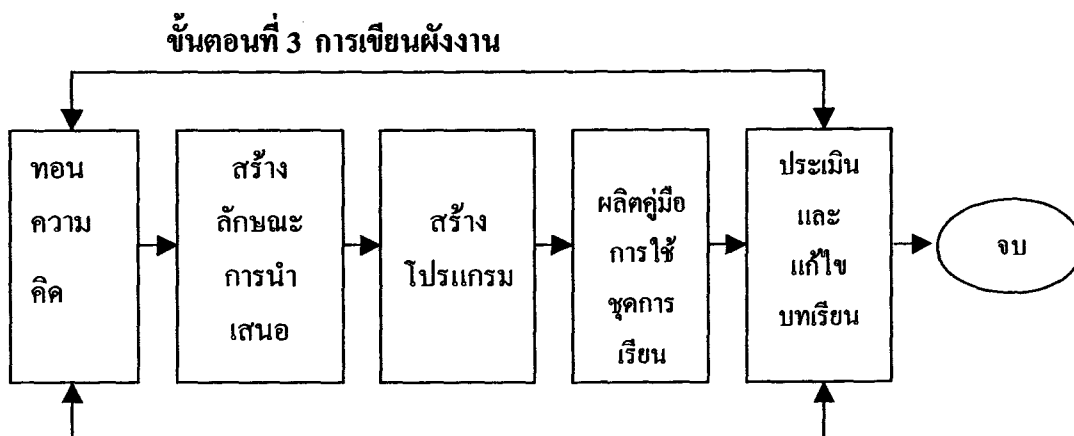 ขั้นตอนที่ 3 การเขียนผังงาน
ทอน
ความ
คิด
สร้าง
ลักษณะ
การนำ
เสนอ
สร้าง
โปรแกรม
ผลิตคู่มือ
การใช้
ชุดการ
เรียน
ประเมิน
และ
แก้ไข
บทเรียน
จบ